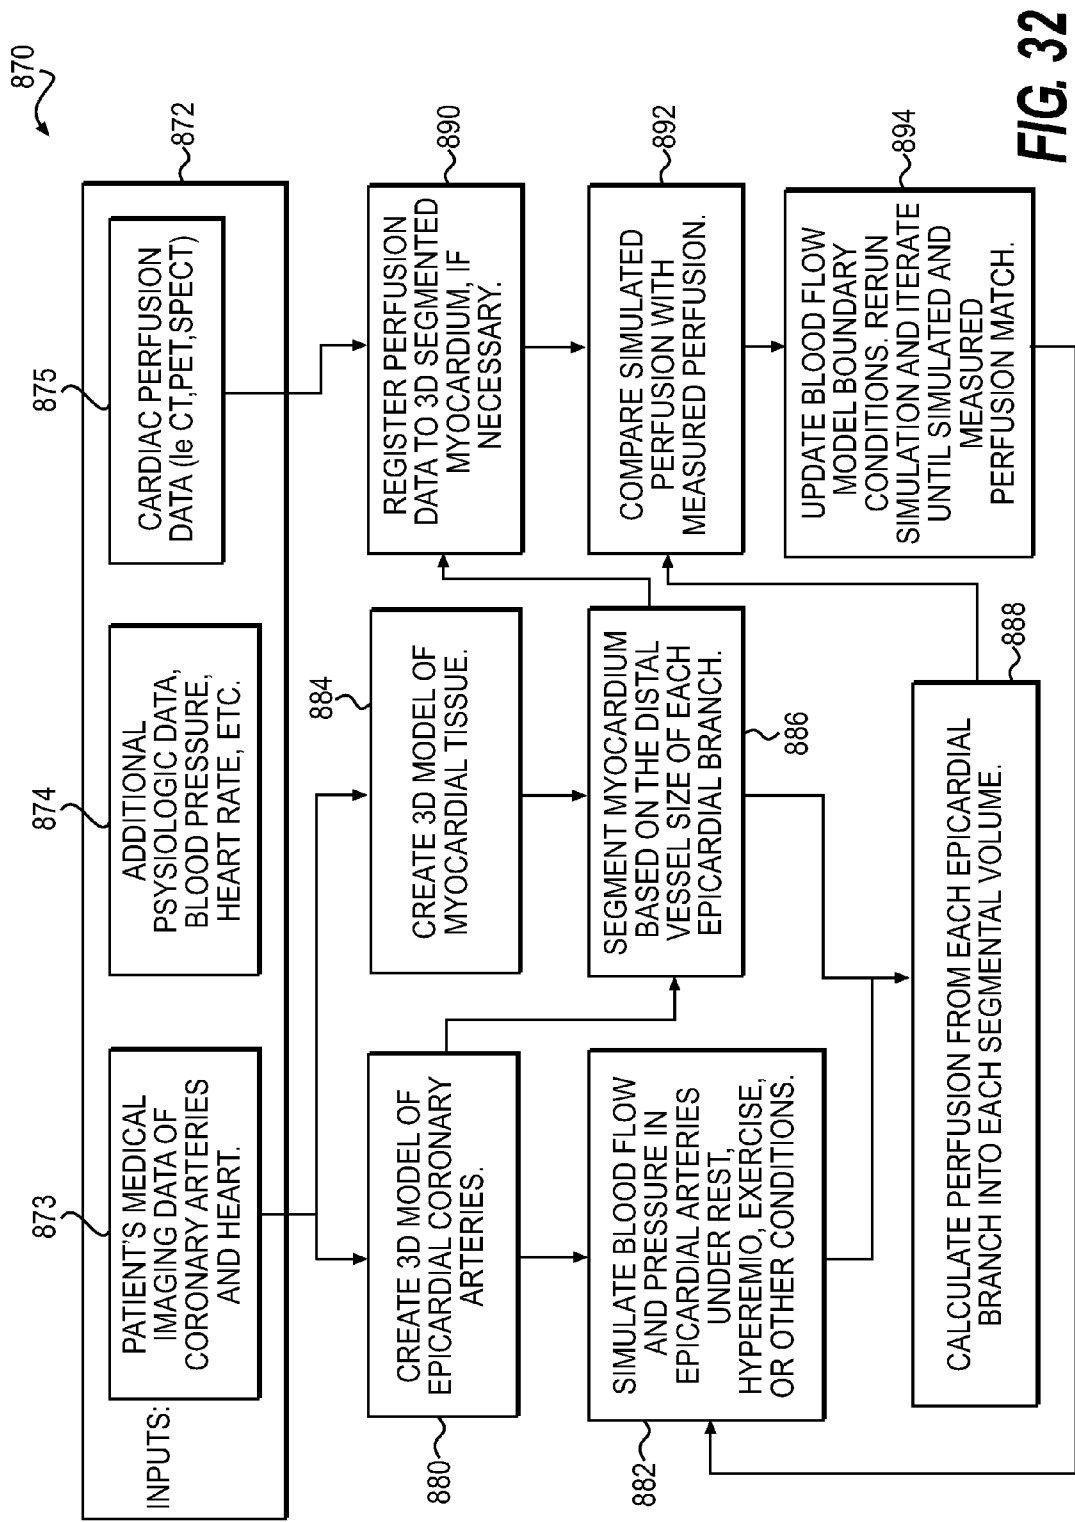 870
872
INPUTS:
873
PATIENT'S MEDICAL
IMAGING DATA OF
CORONARY ARTERIES
AND HEART.
874
ADDITIONAL
PSYSIOLOGIC DATA,
BLOOD PRESSURE,
HEART RATE, ETC.
875
CARDIAC PERFUSION
DATA (Ie CT,PET,SPECT)
880
CREATE 3D MODEL OF
EPICARDIAL CORONARY
ARTERIES.
884
CREATE 3D MODEL OF
MYOCARDIAL TISSUE.
890
REGISTER PERFUSION
DATA TO 3D SEGMENTED
MYOCARDIUM, IF
NECESSARY.
882
SIMULATE BLOOD FLOW
AND PRESSURE IN
EPICARDIAL ARTERIES
UNDER REST,
HYPEREMIO, EXERCISE,
OR OTHER CONDITIONS.
886
SEGMENT MYOCARDIUM
BASED ON THE DISTAL
VESSEL SIZE OF EACH
EPICARDIAL BRANCH.
892
COMPARE SIMULATED
PERFUSION WITH
MEASURED PERFUSION.
888
CALCULATE PERFUSION FROM EACH EPICARDIAL
BRANCH INTO EACH SEGMENTAL VOLUME.
894
UPDATE BLOOD FLOW
MODEL BOUNDARY
CONDITIONS. RERUN
SIMULATION AND ITERATE
UNTIL SIMULATED AND
MEASURED
PERFUSION MATCH.
FIG. 32